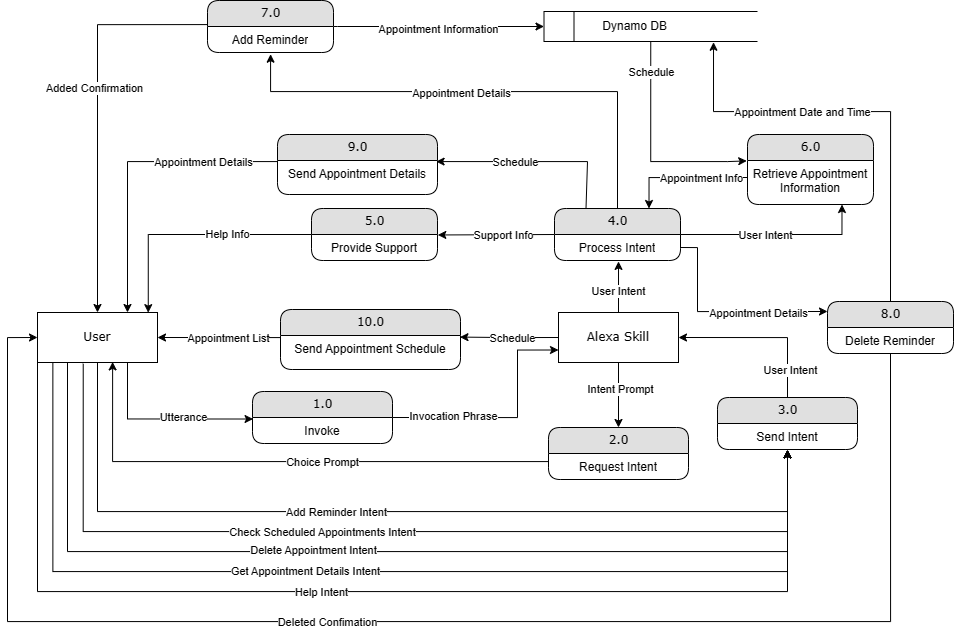 7.0
Add Reminder
Appointment Information
Dynamo DB
Schedule
Added Confirmation
Appointment Details
Appointment Date and Time
9.0
Send Appointment Details
Appointment Details
Schedule
6.0
Retrieve Appointment
Information
Appointment Info
5.0
Provide Support
Help Info
Support Info
4.0
Process Intent
User Intent
User Intent
Appointment Details
8.0
Delete Reminder
User
Appointment List
10.0
Send Appointment Schedule
Schedule
Alexa Skill
User Intent
Intent Prompt
Utterance
1.0
Invoke
Invocation Phrase
3.0
Send Intent
2.0
Request Intent
Choice Prompt
Add Reminder Intent
Check Scheduled Appointments Intent
Delete Appointment Intent
Get Appointment Details Intent
Help Intent
Deleted Confimation